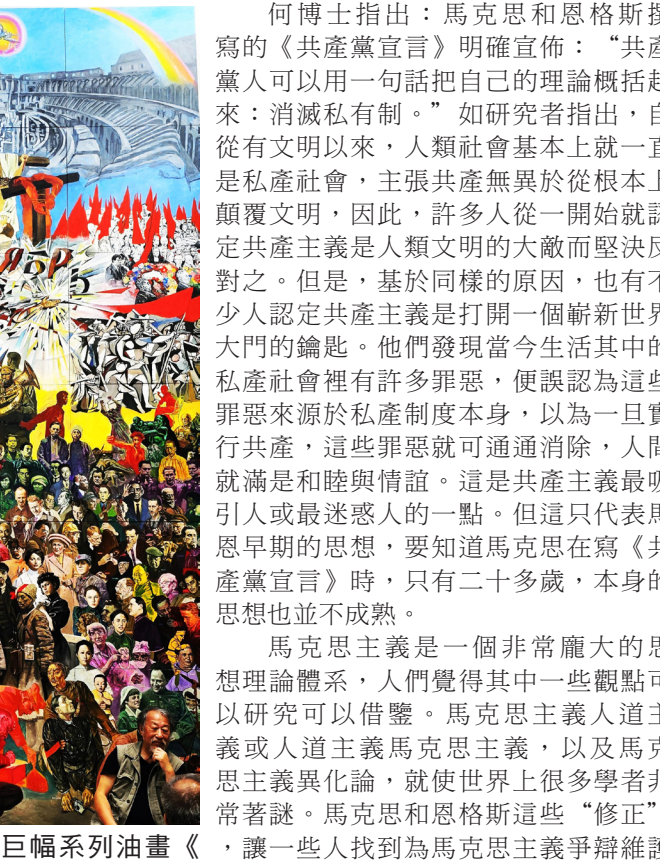 何博士指出：馬克思和恩格斯撰
寫的《共產黨宣言》明確宣佈：“共產
黨人可以用一句話把自己的理論概括起
來：消滅私有制。”如研究者指出，自
從有文明以來，人類社會基本上就一直
是私產社會，主張共產無異於從根本上
顛覆文明，因此，許多人從一開始就認
定共產主義是人類文明的大敵而堅決反
對之。但是，基於同樣的原因，也有不
少人認定共產主義是打開一個嶄新世界
大門的鑰匙。他們發現當今生活其中的
私產社會裡有許多罪惡，便誤認為這些
罪惡來源於私產制度本身，以為一旦實
行共產，這些罪惡就可通通消除，人間
就滿是和睦與情誼。這是共產主義最吸
引人或最迷惑人的一點。但這只代表馬
恩早期的思想，要知道馬克思在寫《共
產黨宣言》時，只有二十多歲，本身的
思想也並不成熟。
馬克思主義是一個非常龐大的思
想理論體系，人們覺得其中一些觀點可
以研究可以借鑒。馬克思主義人道主
義或人道主義馬克思主義，以及馬克
思主義異化論，就使世界上很多學者非
常著謎。馬克思和恩格斯這些“修正”
，讓一些人找到為馬克思主義爭辯維護
巨幅系列油畫《